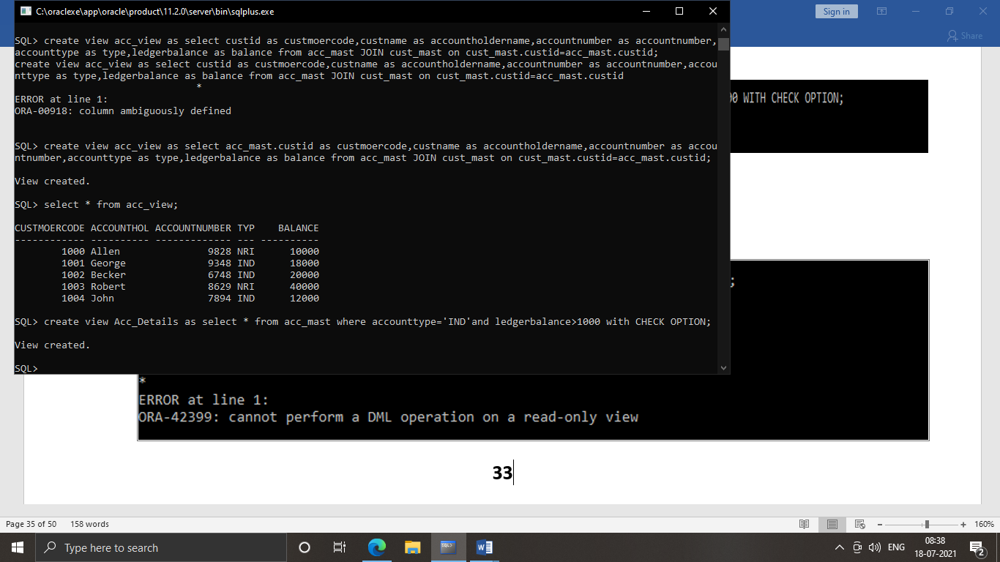 C:\oraclexe\app\oracle\product\11.2.0\server\bin\sqlplus.exe
Sign in
Share
SQL> create view acc_view as select custid as custmoercode,custname as accountholdername,accountnumber as accountnumber,
accounttype as type,ledgerbalance as balance from acc_mast JOIN cust_mast on cust_mast.custid=acc_mast.custid;
create view acc_view as select custid as custmoercode,custname as accountholdername,accountnumber as accountnumber,accou
nttype as type,ledgerbalance as balance from acc_mast JOIN cust_mast on cust_mast.custid=acc_mast.custid
*
ERROR at line 1:
ORA-00918: column ambiguously defined
SQL> create view acc_view as select acc_mast.custid as custmoercode,custname as accountholdername,accountnumber as accou
ntnumber,accounttype as type,ledgerbalance as balance from acc_mast JOIN cust_mast on cust_mast.custid=acc_mast.custid;
View created.
SQL> select * from acc_view;
CUSTMOERCODE ACCOUNTHOL ACCOUNTNUMBER TYP    BALANCE
------------ ---------- ------------- --- ----------
1000 Allen 9828 NRI 10000
1001 George 9348 IND 18000
1002 Becker 6748 IND 20000
1003 Robert 8629 NRI 40000
1004 John 7894 IND 12000
SQL> create view Acc_Details as select * from acc_mast where accounttype='IND'and ledgerbalance>1000 with CHECK OPTION;
View created.
SQL>
00 WITH CHECK OPTION;
;
*
ERROR at line 1:
ORA-42399: cannot perform a DML operation on a read-only view
33
Page 35 of 50 158 words
160%
Type here to search
SQL>
ENG
08:38
18-07-2021
2